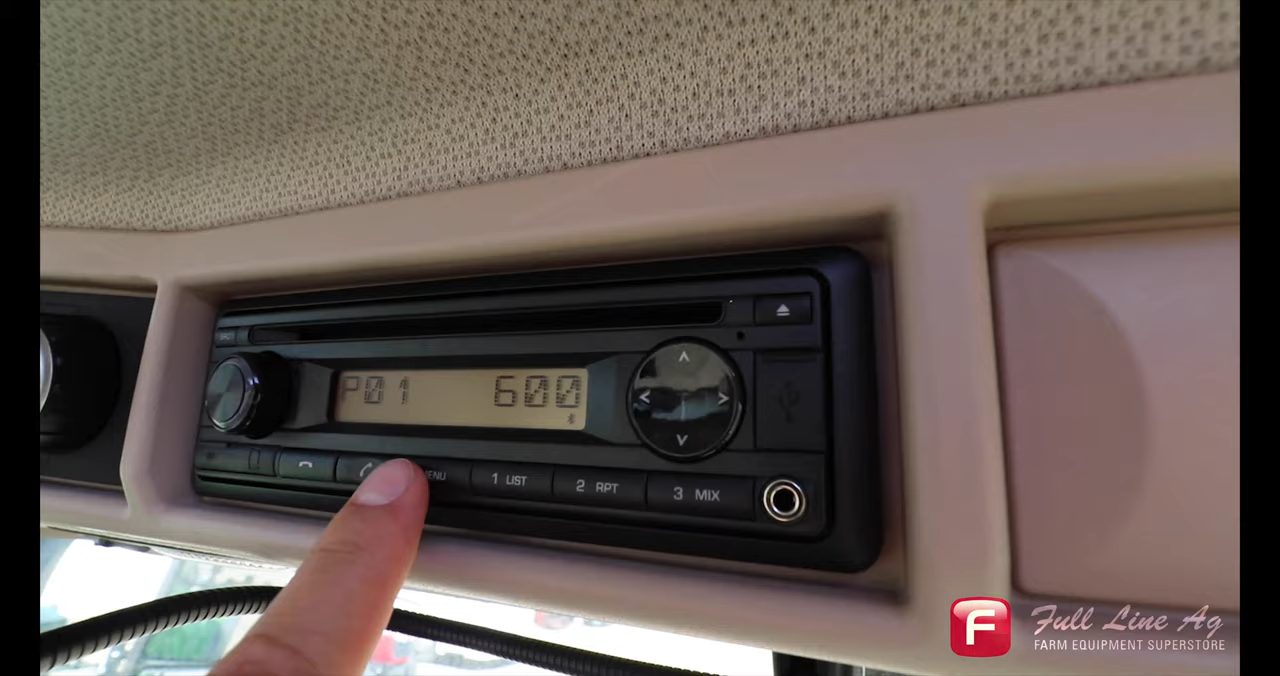 P01 600
MENU
1 LIST
2 RPT
3 MIX
F
Full Line Ag
FARM EQUIPMENT SUPERSTORE